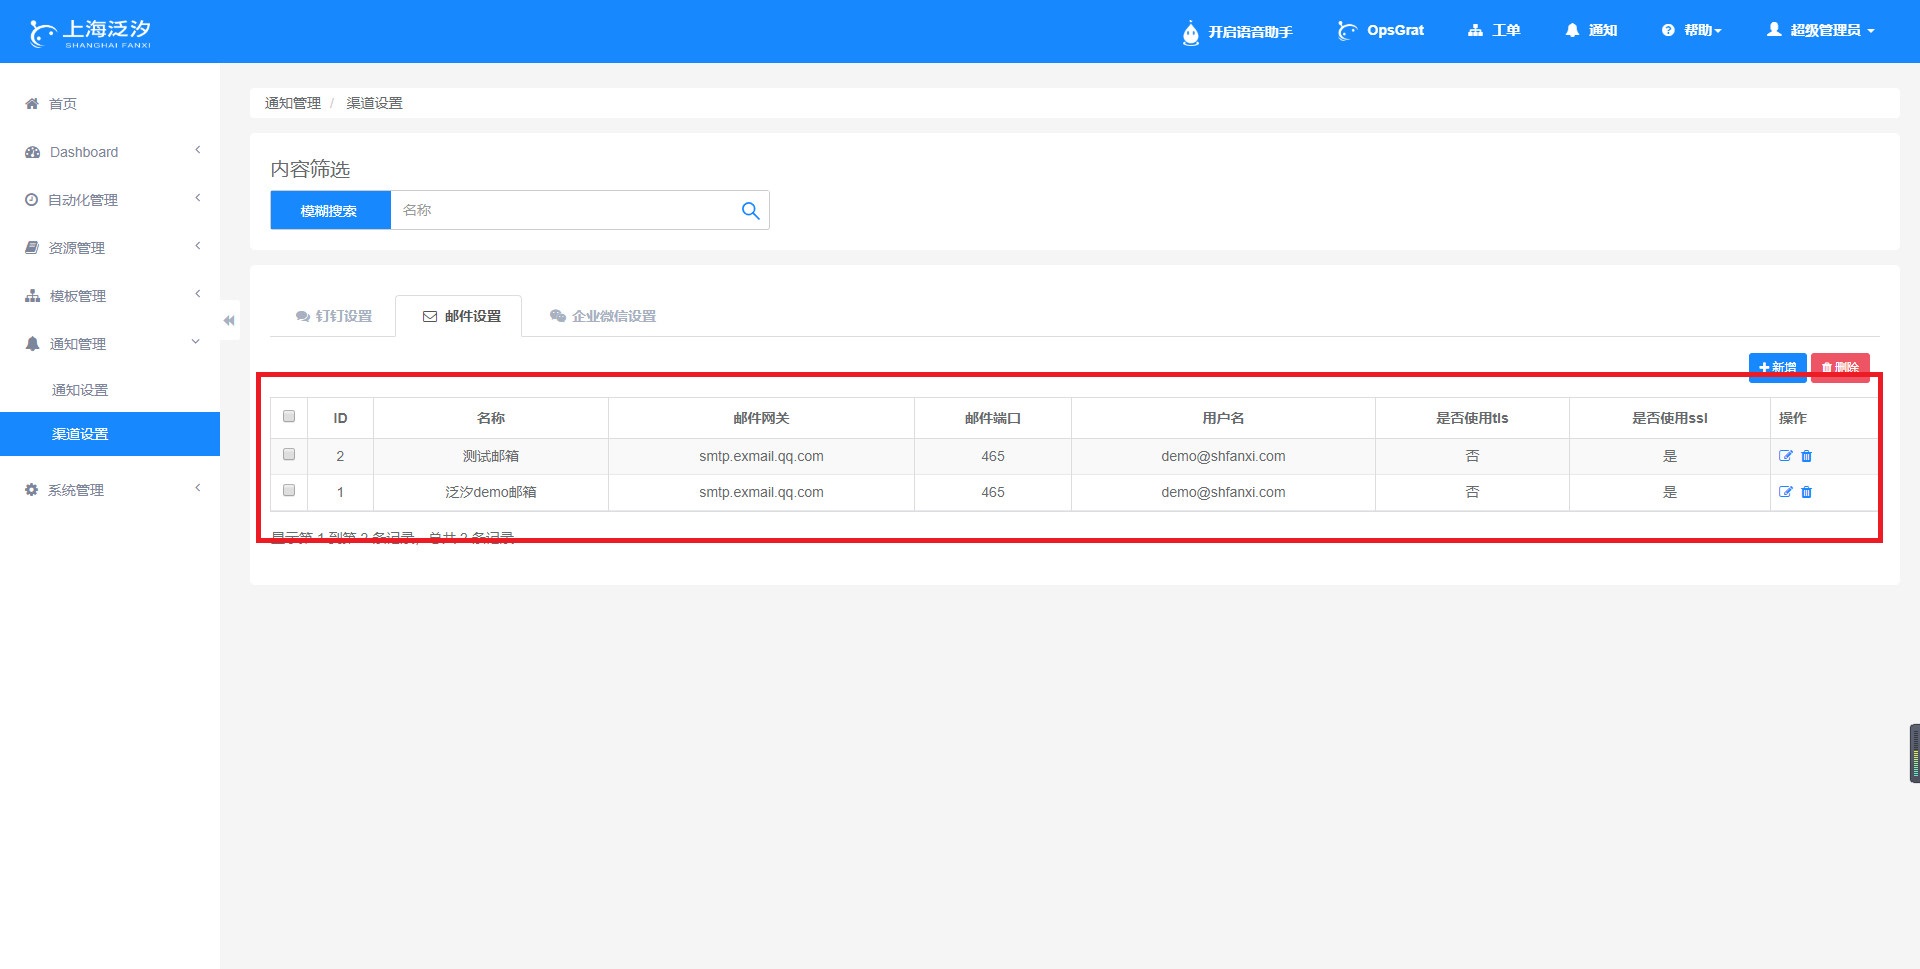 上海泛汐
SHANGHAI FANXI
开启语音助手
OpsGrat
工单
通知
帮助
超级管理员
首页
Dashboard
自动化管理
资源管理
模板管理
通知管理
通知设置
渠道设置
系统管理
通知管理 / 渠道设置
内容筛选
模糊搜索 名称
钉钉设置 邮件设置 企业微信设置
新增 删除
ID 名称 邮件网关 邮件端口 用户名 是否使用tls 是否使用ssl 操作
2 测试邮箱 smtp.exmail.qq.com 465 demo@shfanxi.com 否 是
1 泛汐demo邮箱 smtp.exmail.qq.com 465 demo@shfanxi.com 否 是
显示第 1 到第 2 条记录，总共 2 条记录